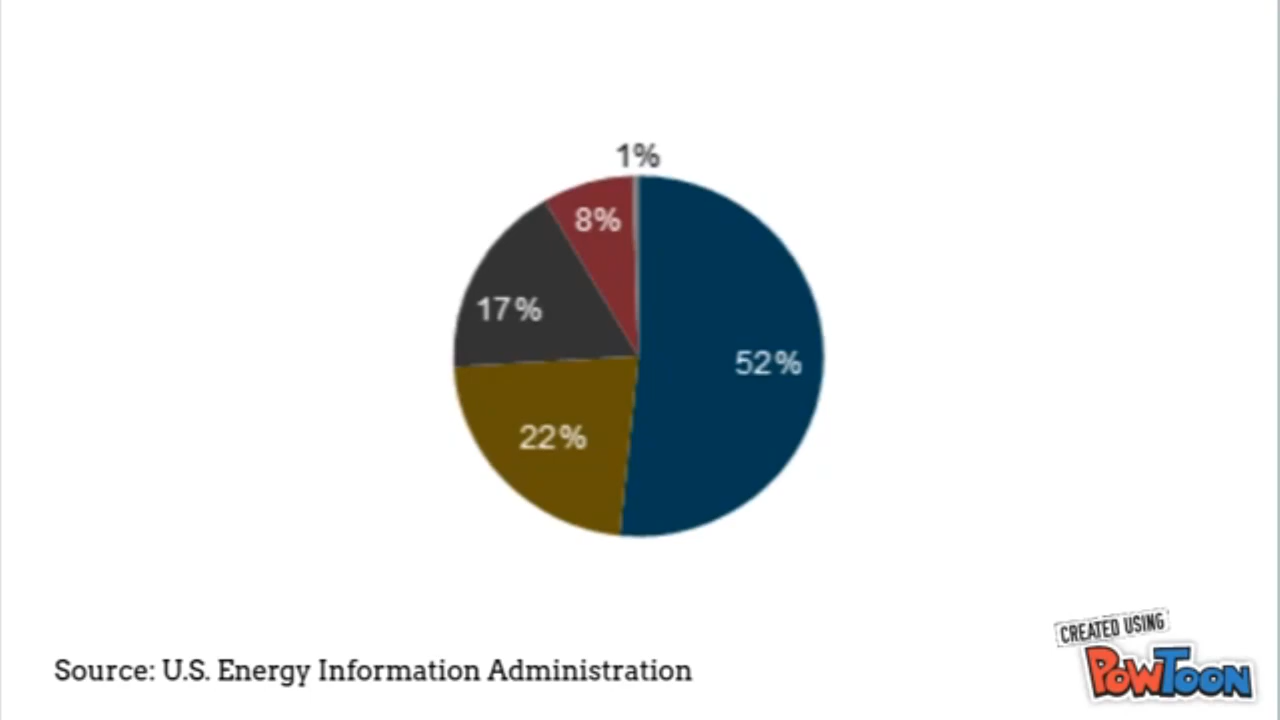 1%
8%
17%
52%
22%
Source: U.S. Energy Information Administration
CREATED USING
POWTOON